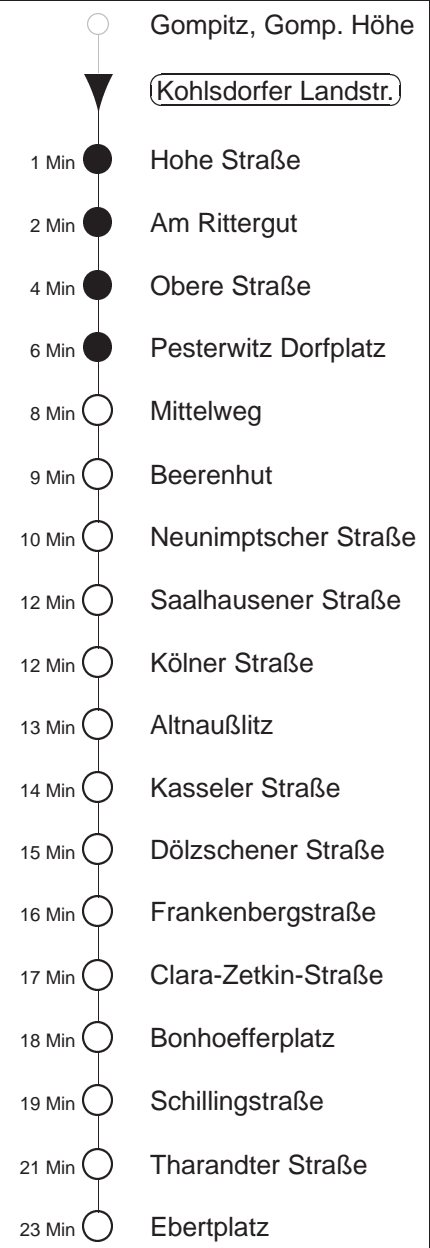 Gompitz, Gomp. Höhe
Kohlsdorfer Landstr.
1 Min Hohe Straße
2 Min Am Rittergut
4 Min Obere Straße
6 Min Pesterwitz Dorfplatz
8 Min Mittelweg
9 Min Beerenhut
10 Min Neunimptscher Straße
12 Min Saalhausener Straße
12 Min Kölner Straße
13 Min Altnaußlitz
14 Min Kasseler Straße
15 Min Dölzschener Straße
16 Min Frankenbergstraße
17 Min Clara-Zetkin-Straße
18 Min Bonhoefferplatz
19 Min Schillingstraße
21 Min Tharandter Straße
23 Min Ebertplatz